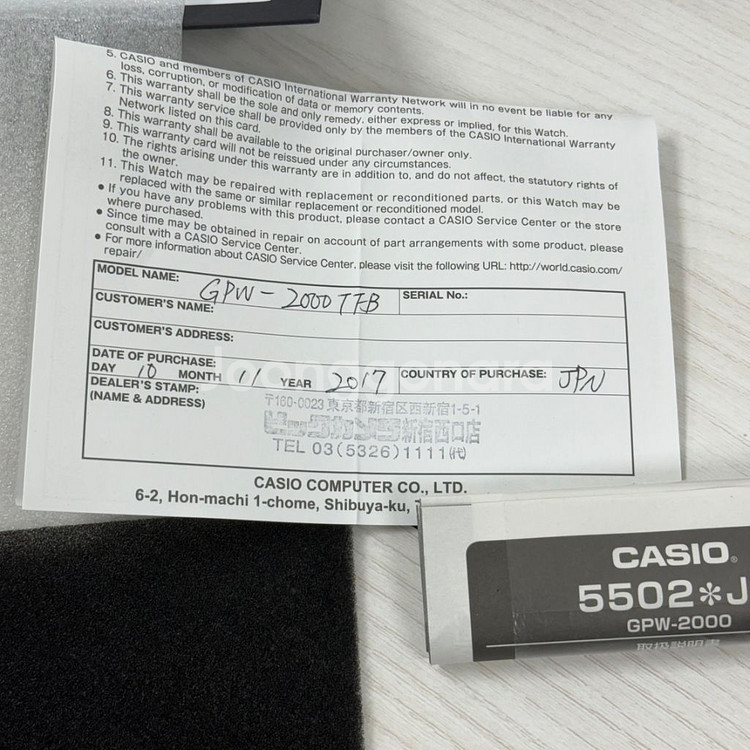 5. CASIO and members of CASIO International Warranty Network will in no event be liable for any
loss, corruption, or modification of data or memory contents.
6. This warranty shall be the sole and only remedy, either express or implied, for this Watch.
7. This warranty service shall be provided only by the members of the CASIO International Warranty
Network listed on this card.
8. This warranty shall be available to the original purchaser/owner only.
9. This warranty card will not be reissued under any circumstances.
10. The rights arising under this warranty are in addition to, and do not affect, the statutory rights of
the owner.
11. This Watch may be repaired with replacement or reconditioned parts, or this Watch may be
replaced with the same or similar replacement or reconditioned model.
• If you have any problems with this product, please contact a CASIO Service Center or the store
where purchased.
• Since time may be obtained in repair on account of part arrangements with some product, please
consult with a CASIO Service Center.
• For more information about CASIO Service Center, please visit the following URL: http://world.casio.com/
repair/
MODEL NAME: GPW-2000TFB
SERIAL No.:
CUSTOMER'S NAME:
CUSTOMER'S ADDRESS:
DATE OF PURCHASE:
DAY 10 MONTH 11 YEAR 2017
COUNTRY OF PURCHASE: JPN
DEALER'S STAMP:
(NAME & ADDRESS)
〒160-0023 東京都新宿区西新宿1-5-1
ビックカメラ新宿西口店
TEL 03(5326)1111(代)
CASIO COMPUTER CO., LTD.
6-2, Hon-machi 1-chome, Shibuya-ku,
Joonggonara
CASIO®
5502*J
GPW-2000
取扱説明書